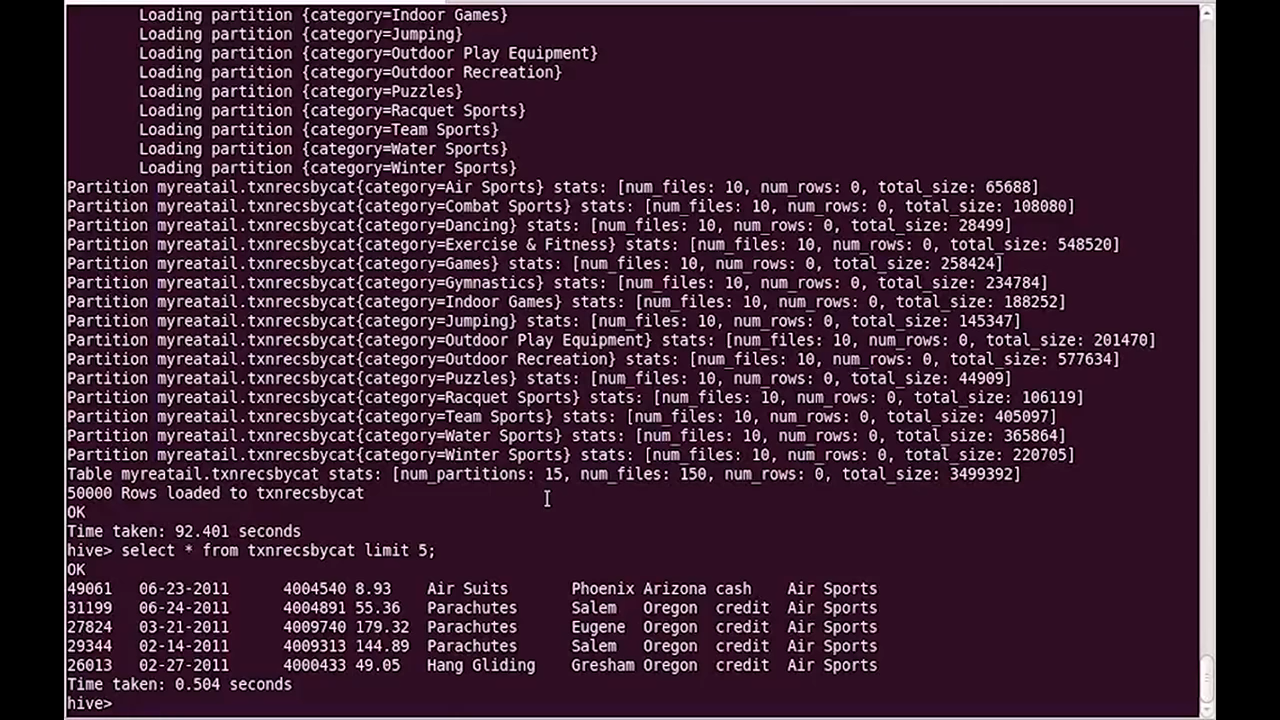 Loading partition {category=Indoor Games}
Loading partition {category=Jumping}
Loading partition {category=Outdoor Play Equipment}
Loading partition {category=Outdoor Recreation}
Loading partition {category=Puzzles}
Loading partition {category=Racquet Sports}
Loading partition {category=Team Sports}
Loading partition {category=Water Sports}
Loading partition {category=Winter Sports}
Partition myreatail.txnrecsbycat{category=Air Sports} stats: [num_files: 10, num_rows: 0, total_size: 65688]
Partition myreatail.txnrecsbycat{category=Combat Sports} stats: [num_files: 10, num_rows: 0, total_size: 108080]
Partition myreatail.txnrecsbycat{category=Dancing} stats: [num_files: 10, num_rows: 0, total_size: 28499]
Partition myreatail.txnrecsbycat{category=Exercise & Fitness} stats: [num_files: 10, num_rows: 0, total_size: 548520]
Partition myreatail.txnrecsbycat{category=Games} stats: [num_files: 10, num_rows: 0, total_size: 258424]
Partition myreatail.txnrecsbycat{category=Gymnastics} stats: [num_files: 10, num_rows: 0, total_size: 234784]
Partition myreatail.txnrecsbycat{category=Indoor Games} stats: [num_files: 10, num_rows: 0, total_size: 188252]
Partition myreatail.txnrecsbycat{category=Jumping} stats: [num_files: 10, num_rows: 0, total_size: 145347]
Partition myreatail.txnrecsbycat{category=Outdoor Play Equipment} stats: [num_files: 10, num_rows: 0, total_size: 201470]
Partition myreatail.txnrecsbycat{category=Outdoor Recreation} stats: [num_files: 10, num_rows: 0, total_size: 577634]
Partition myreatail.txnrecsbycat{category=Puzzles} stats: [num_files: 10, num_rows: 0, total_size: 44909]
Partition myreatail.txnrecsbycat{category=Racquet Sports} stats: [num_files: 10, num_rows: 0, total_size: 106119]
Partition myreatail.txnrecsbycat{category=Team Sports} stats: [num_files: 10, num_rows: 0, total_size: 405097]
Partition myreatail.txnrecsbycat{category=Water Sports} stats: [num_files: 10, num_rows: 0, total_size: 365864]
Partition myreatail.txnrecsbycat{category=Winter Sports} stats: [num_files: 10, num_rows: 0, total_size: 220705]
Table myreatail.txnrecsbycat stats: [num_partitions: 15, num_files: 150, num_rows: 0, total_size: 3499392]
50000 Rows loaded to txnrecsbycat
OK
Time taken: 92.401 seconds
hive> select * from txnrecsbycat limit 5;
OK
49061 06-23-2011 4004540 8.93 Air Suits Phoenix Arizona cash Air Sports
31199 06-24-2011 4004891 55.36 Parachutes Salem Oregon credit Air Sports
27824 03-21-2011 4009740 179.32 Parachutes Eugene Oregon credit Air Sports
29344 02-14-2011 4009313 144.89 Parachutes Salem Oregon credit Air Sports
26013 02-27-2011 4000433 49.05 Hang Gliding Gresham Oregon credit Air Sports
Time taken: 0.504 seconds
hive>